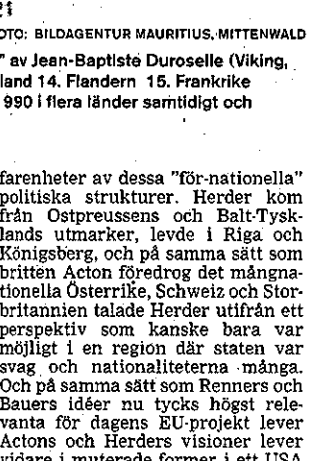 21
OTO: BILDAGENTUR MAURITIUS, MITTENWALD
" av Jean-Baptiste Duroselle (Viking,
land 14. Flandern 15. Frankrike
990 i flera länder samtidigt och
farenheter av dessa "för-nationella"
politiska strukturer. Herder kom
från Ostpreussens och Balt-Tysk-
lands utmarker, levde i Riga och
Königsberg, och på samma sätt som
britten Acton föredrog det mångna-
tionella Österrike, Schweiz och Stor-
britannien talade Herder utifrån ett
perspektiv som kanske bara var
möjligt i en region där staten var
svag och nationaliteterna många.
Och på samma sätt som Renners och
Bauers idéer nu tycks högst rele-
vanta för dagens EU-projekt lever
Actons och Herders visioner lever
vidare i muterade former i ett USA